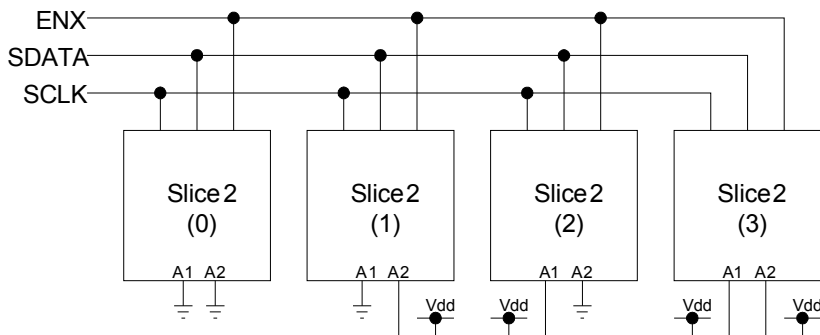 ENX
SDATA
SCLK
Slice2 Slice2 Slice2 Slice2
(0) (1) (2) (3)
A1 A2 A1 A2 A1 A2 A1 A2
Vdd Vdd Vdd Vdd